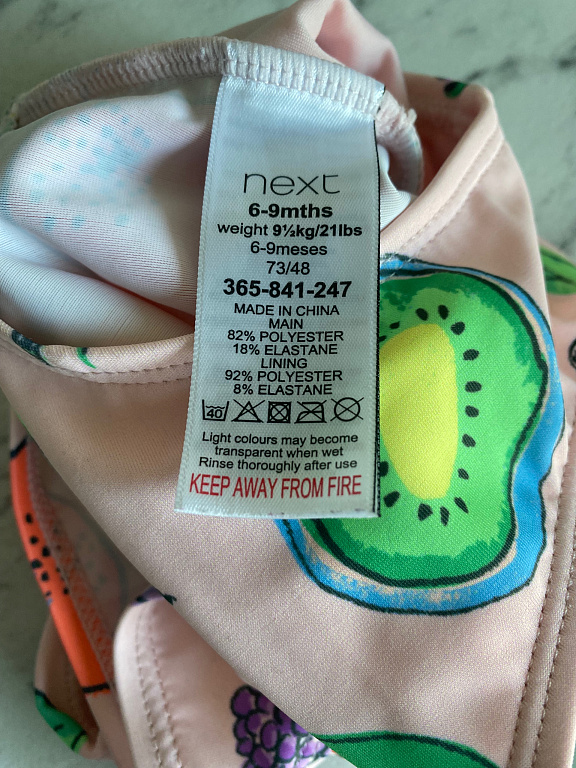 next
6-9mths
weight 9½kg/21lbs
6-9meses
73/48
365-841-247
MADE IN CHINA
MAIN
82% POLYESTER
18% ELASTANE
LINING
92% POLYESTER
8% ELASTANE
40
Light colours may become
transparent when wet
Rinse thoroughly after use
KEEP AWAY FROM FIRE